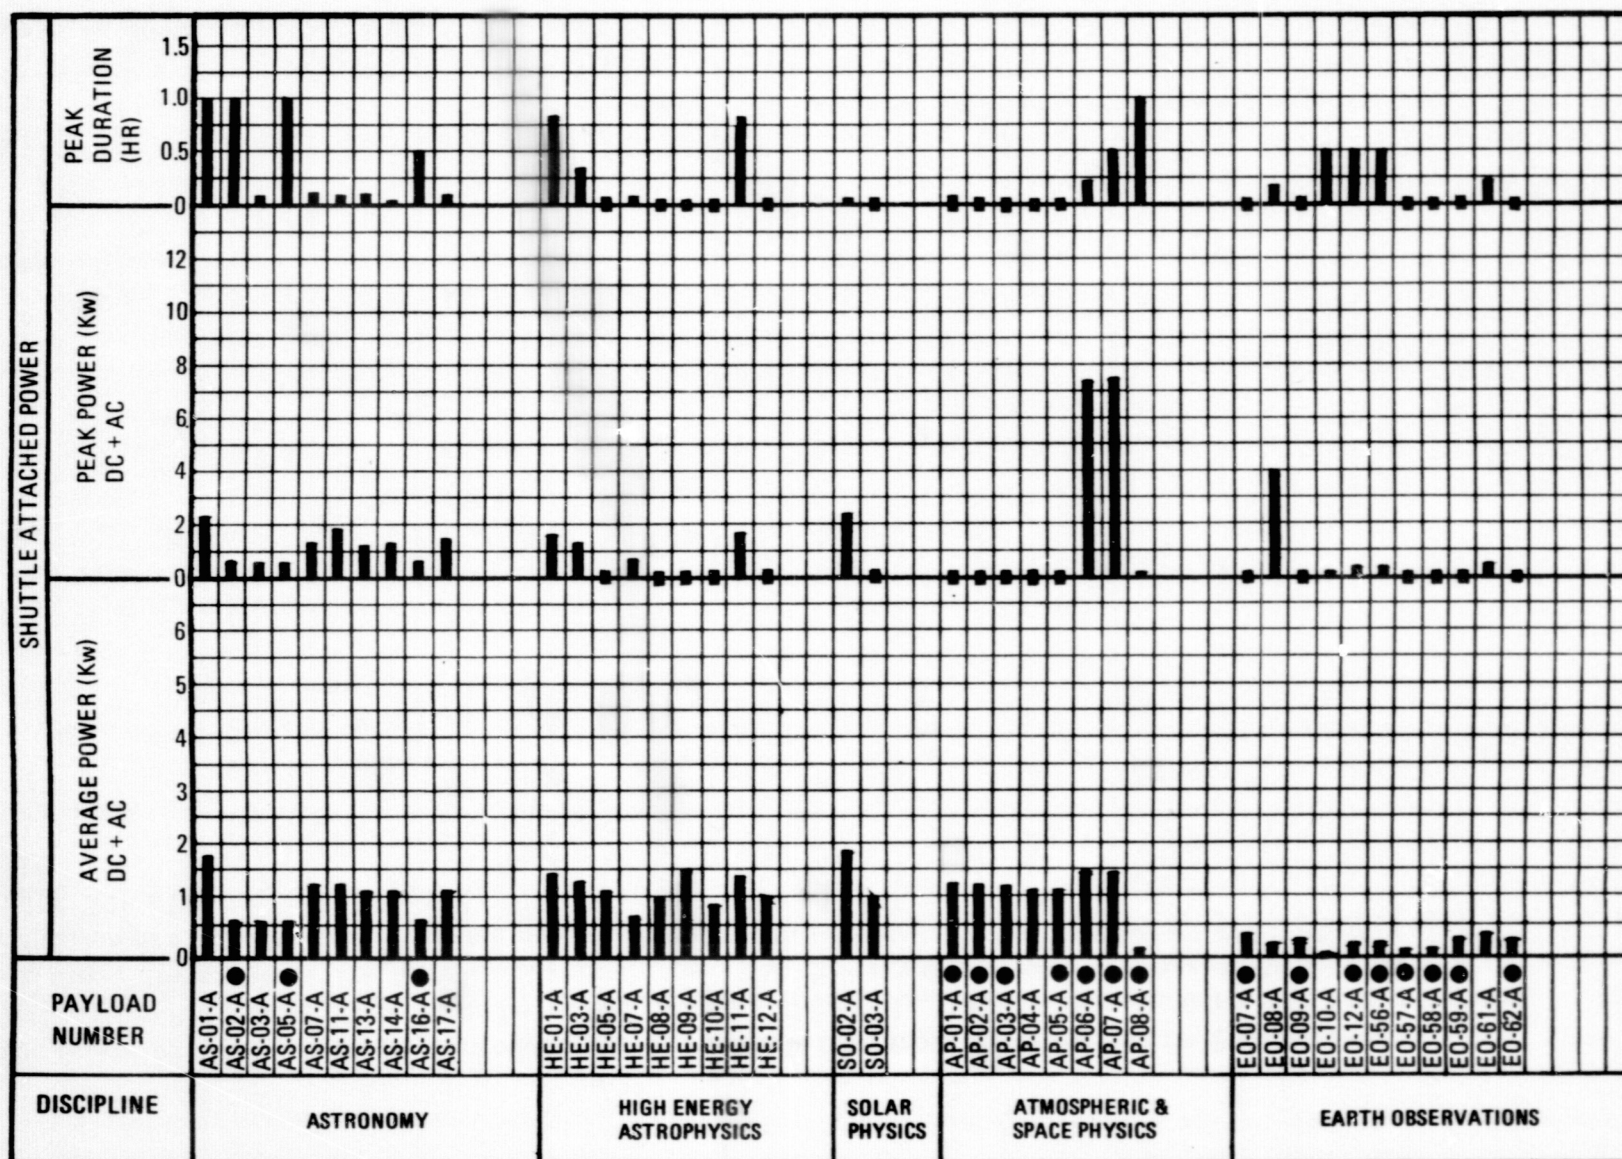 SHUTTLE ATTACHED POWER
PEAK
DURATION
(HR)
1.5
1.0
0.5
0
PEAK POWER (Kw)
DC + AC
12
10
8
6
4
2
0
AVERAGE POWER (Kw)
DC + AC
6
5
4
3
2
1
0
PAYLOAD
NUMBER
AS-01-A
AS-02-A
AS-03-A
AS-05-A
AS-07-A
AS-11-A
AS-13-A
AS-14-A
AS-16-A
AS-17-A
HE-01-A
HE-03-A
HE-05-A
HE-07-A
HE-08-A
HE-09-A
HE-10-A
HE-11-A
HE-12-A
SO-02-A
SO-03-A
AP-01-A
AP-02-A
AP-03-A
AP-04-A
AP-05-A
AP-06-A
AP-07-A
AP-08-A
EO-07-A
EO-08-A
EO-09-A
EO-10-A
EO-12-A
EO-56-A
EO-57-A
EO-58-A
EO-59-A
EO-61-A
EO-62-A
DISCIPLINE
ASTRONOMY
HIGH ENERGY
ASTROPHYSICS
SOLAR
PHYSICS
ATMOSPHERIC &
SPACE PHYSICS
EARTH OBSERVATIONS